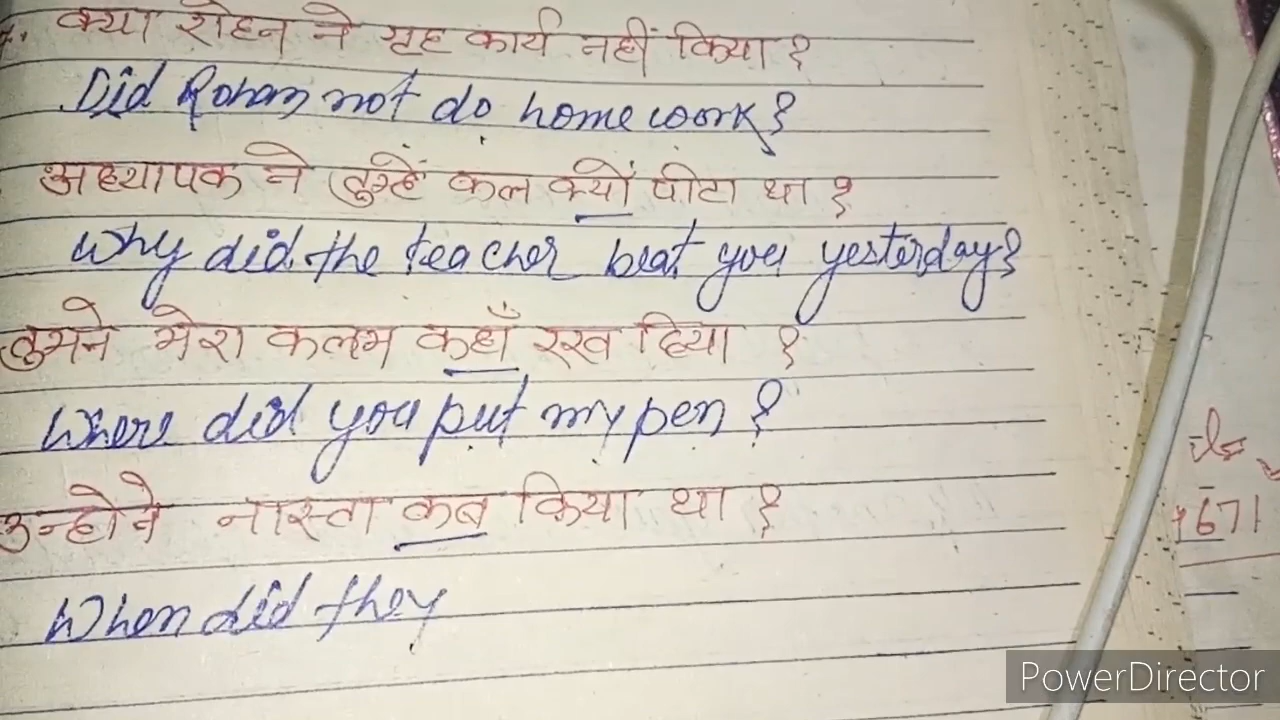 क्या रोहन ने गृह कार्य नहीं किया ?
Did Rohan not do home work?
अध्यापक ने तुम्हें कल क्यों पीटा था ?
Why did the teacher beat you yesterday?
तुमने मेरा कलम कहाँ रख दिया ?
Where did you put my pen ?
उन्होने नास्ता कब किया था ?
When did they
671
PowerDirector